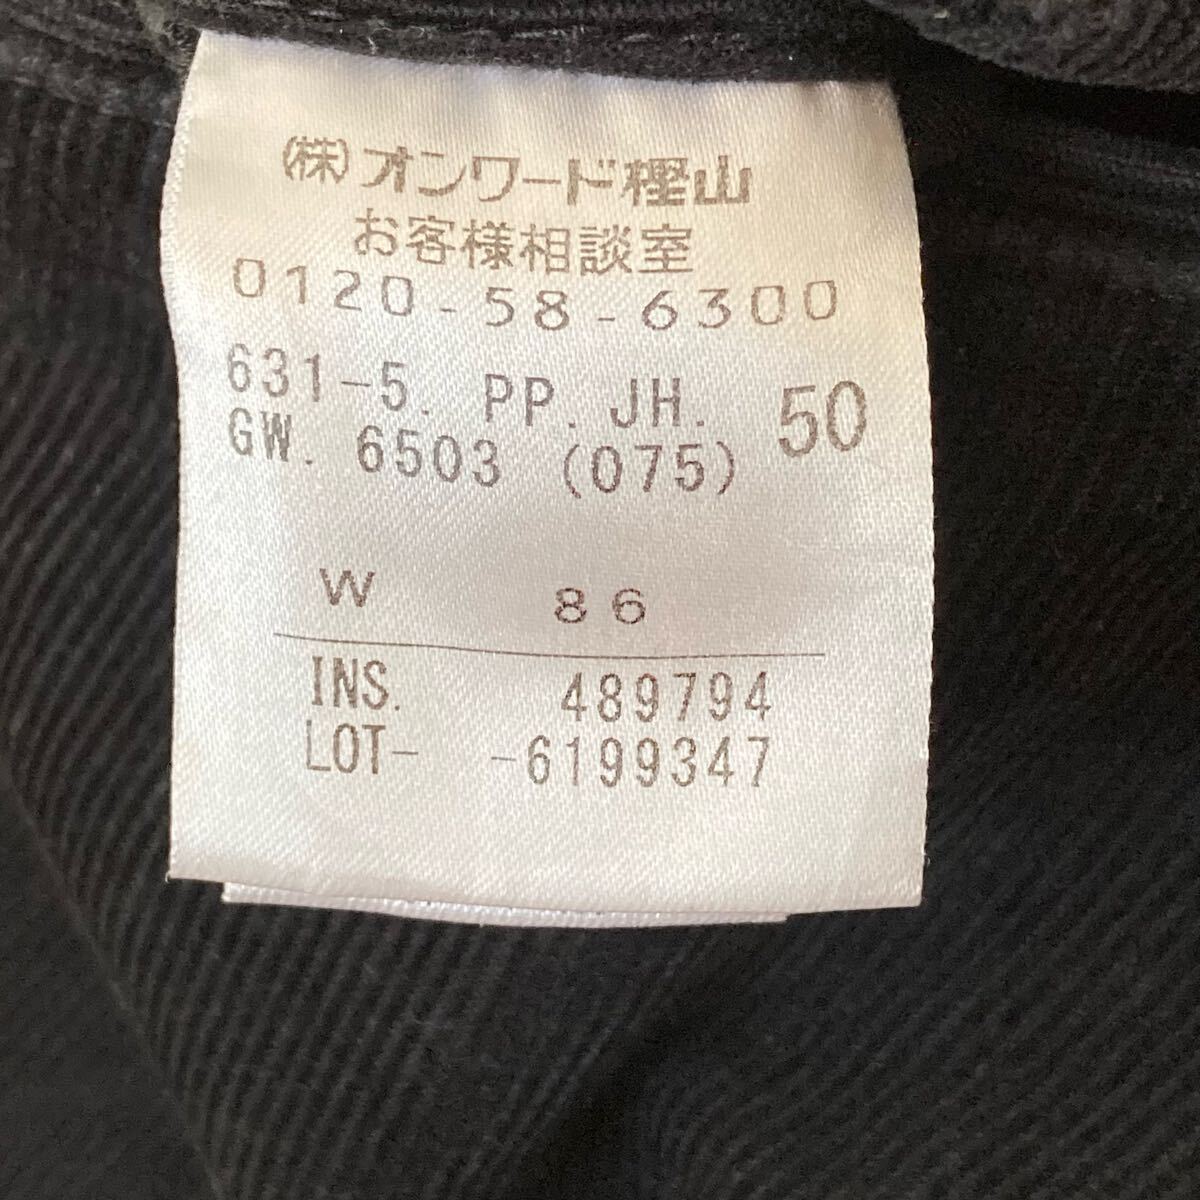 (株)オンワード樫山
お客様相談室
0120-58-6300
631-5. PP. JH. 50
GW. 6503 (075)
W 86
INS. 489794
LOT- -6199347